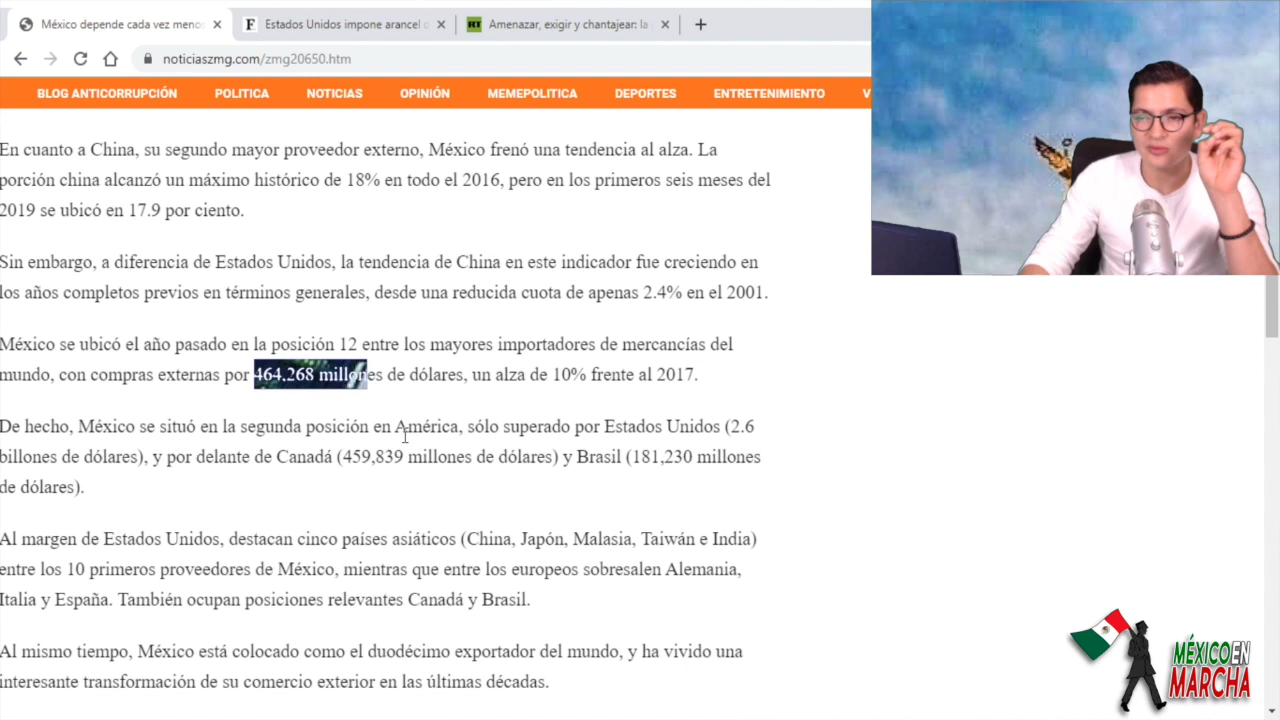 México depende cada vez menos
Estados Unidos impone arancel
RT
Amenazar, exigir y chantajear: la
noticiaszmg.com/zmg20650.htm
BLOG ANTICORRUPCIÓN POLITICA NOTICIAS OPINIÓN MEMEPOLITICA DEPORTES ENTRETENIMIENTO V
En cuanto a China, su segundo mayor proveedor externo, México frenó una tendencia al alza. La
porción china alcanzó un máximo histórico de 18% en todo el 2016, pero en los primeros seis meses del
2019 se ubicó en 17.9 por ciento.
Sin embargo, a diferencia de Estados Unidos, la tendencia de China en este indicador fue creciendo en
los años completos previos en términos generales, desde una reducida cuota de apenas 2.4% en el 2001.
México se ubicó el año pasado en la posición 12 entre los mayores importadores de mercancías del
mundo, con compras externas por 464,268 millones de dólares, un alza de 10% frente al 2017.
De hecho, México se situó en la segunda posición en América, sólo superado por Estados Unidos (2.6
billones de dólares), y por delante de Canadá (459,839 millones de dólares) y Brasil (181,230 millones
de dólares).
Al margen de Estados Unidos, destacan cinco países asiáticos (China, Japón, Malasia, Taiwán e India)
entre los 10 primeros proveedores de México, mientras que entre los europeos sobresalen Alemania,
Italia y España. También ocupan posiciones relevantes Canadá y Brasil.
Al mismo tiempo, México está colocado como el duodécimo exportador del mundo, y ha vivido una
interesante transformación de su comercio exterior en las últimas décadas.
MÉXICO EN
MARCHA